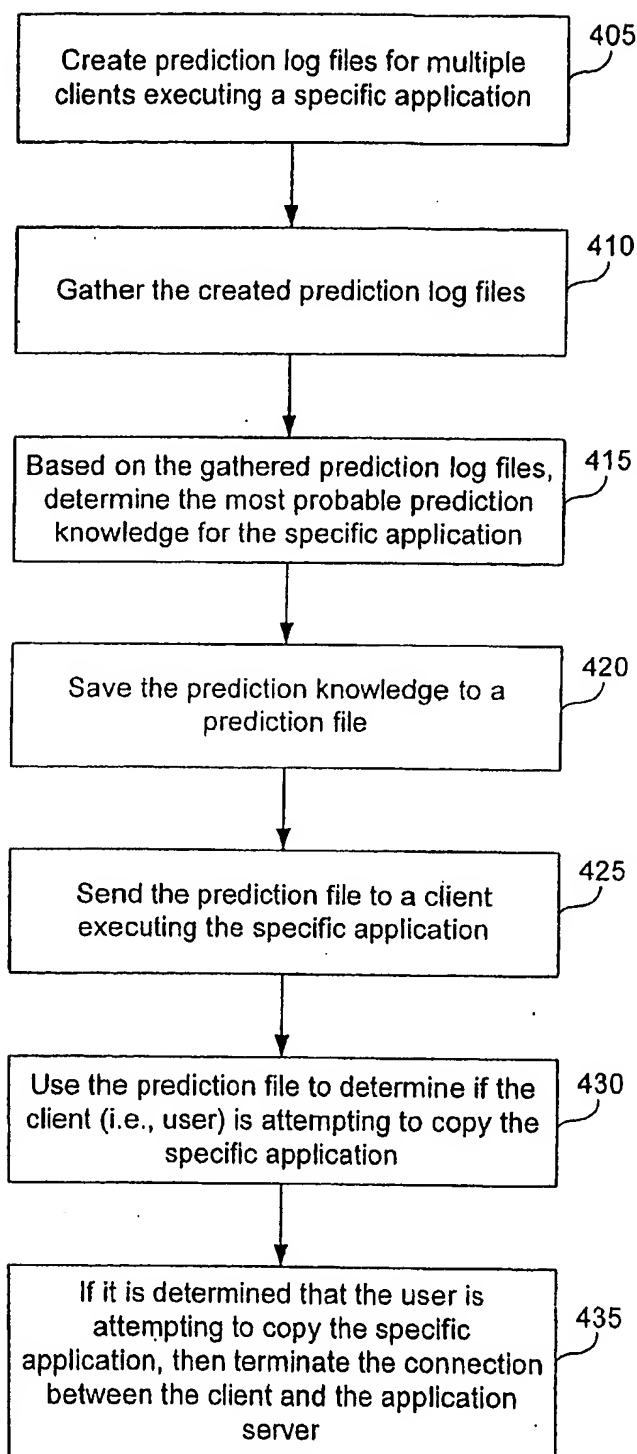 Create prediction log files for multiple
clients executing a specific application
405
Gather the created prediction log files
410
Based on the gathered prediction log files,
determine the most probable prediction
knowledge for the specific application
415
Save the prediction knowledge to a
prediction file
420
Send the prediction file to a client
executing the specific application
425
Use the prediction file to determine if the
client (i.e., user) is attempting to copy the
specific application
430
If it is determined that the user is
attempting to copy the specific
application, then terminate the connection
between the client and the application
server
435